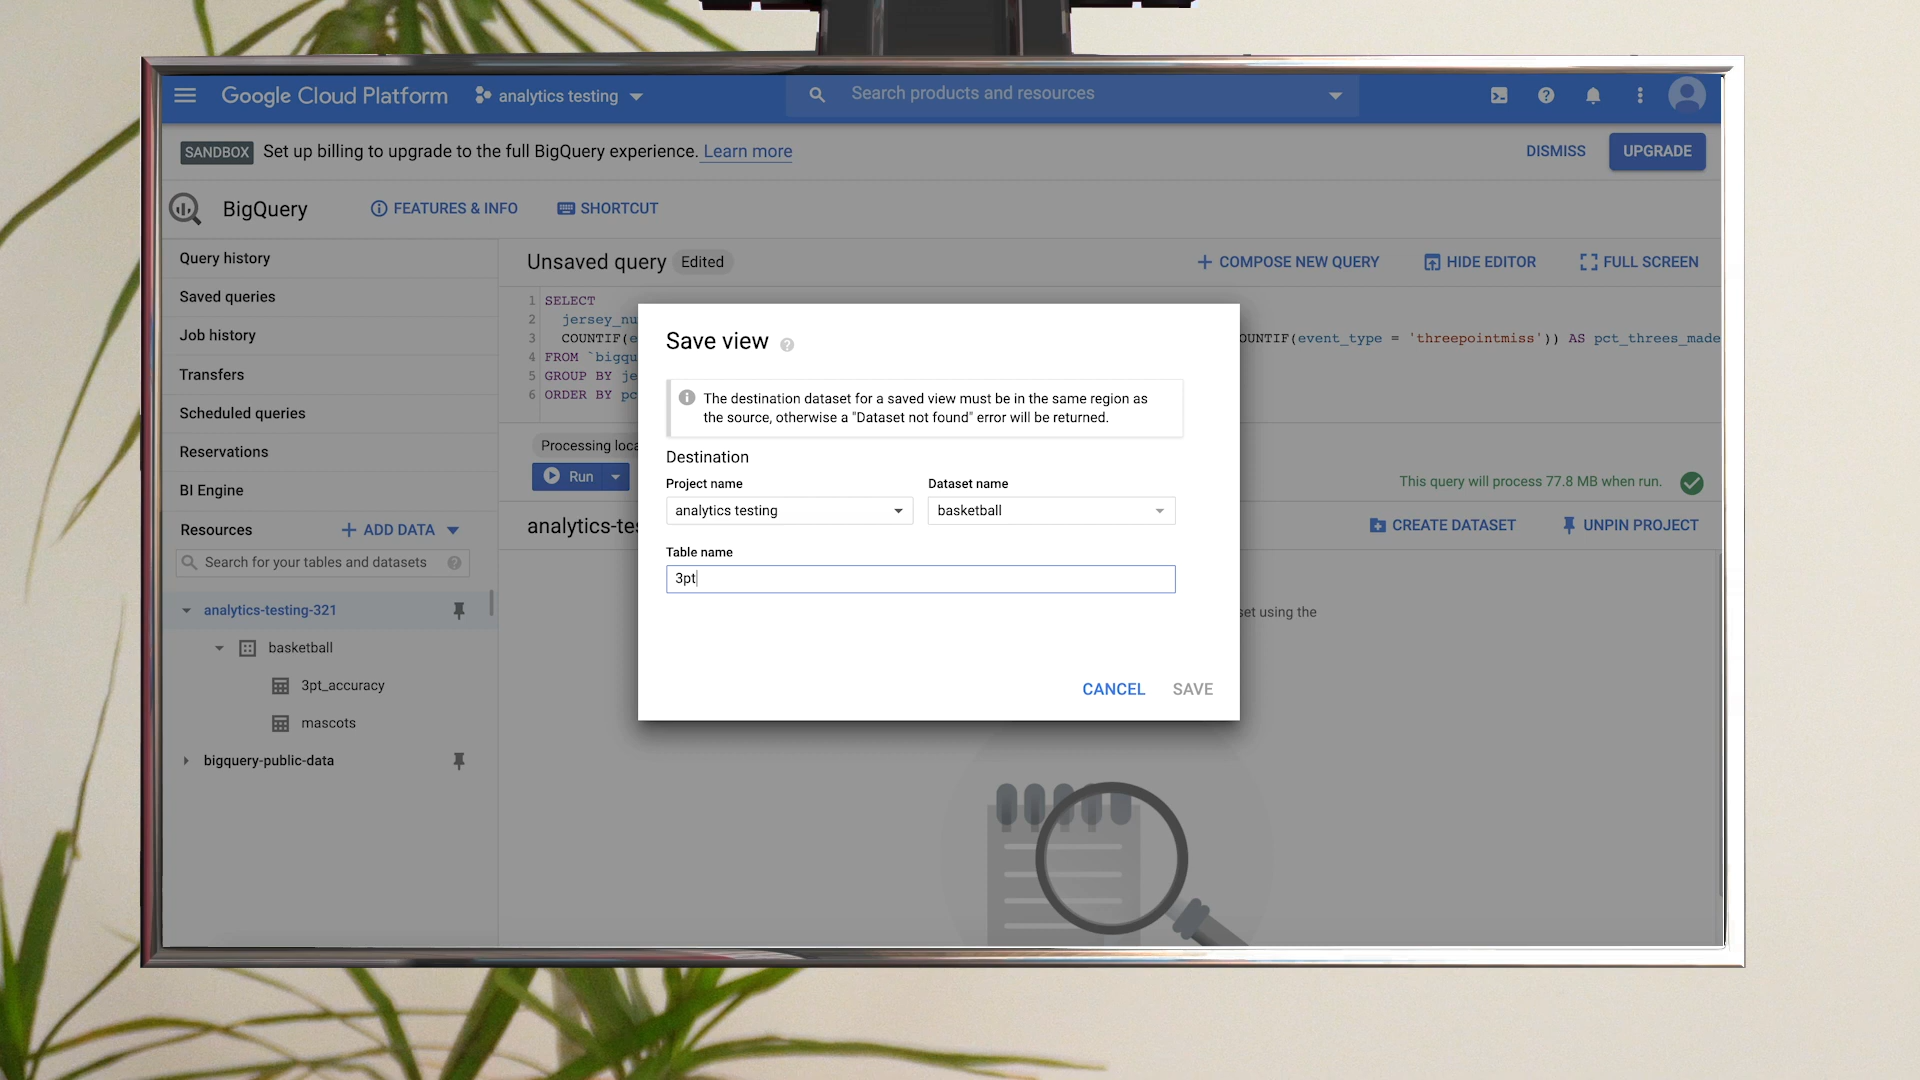 Google Cloud Platform
analytics testing
Search products and resources
SANDBOX Set up billing to upgrade to the full BigQuery experience. Learn more
DISMISS
UPGRADE
BigQuery
FEATURES & INFO
SHORTCUT
Query history
Saved queries
Job history
Transfers
Scheduled queries
Reservations
BI Engine
Resources
ADD DATA
Search for your tables and datasets
analytics-testing-321
basketball
3pt_accuracy
mascots
bigquery-public-data
Unsaved query Edited
COMPOSE NEW QUERY
HIDE EDITOR
FULL SCREEN
1 SELECT
2 jersey_nu
3 COUNTIF(e OUNTIF(event_type = 'threepointmiss')) AS pct_threes_made
4 FROM `bigqu
5 GROUP BY je
6 ORDER BY pc
Processing loca
Run
This query will process 77.8 MB when run.
analytics-tes
CREATE DATASET
UNPIN PROJECT
set using the
Save view
The destination dataset for a saved view must be in the same region as
the source, otherwise a "Dataset not found" error will be returned.
Destination
Project name
analytics testing
Dataset name
basketball
Table name
3pt
CANCEL
SAVE